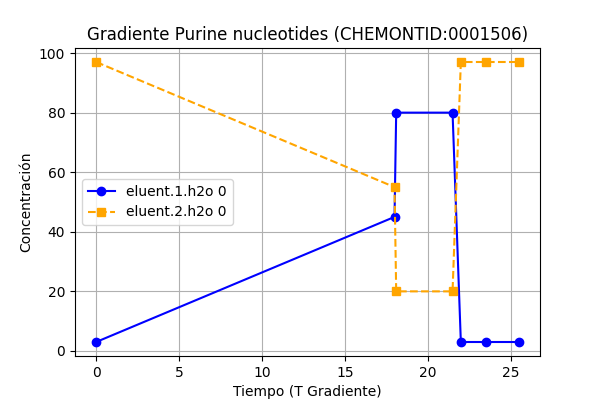 Gradiente Purine nucleotides (CHEMONTID:0001506)
100
80
60
40
20
0
Concentración
eluent.1.h2o 0
eluent.2.h2o 0
0 5 10 15 20 25
Tiempo (T Gradiente)